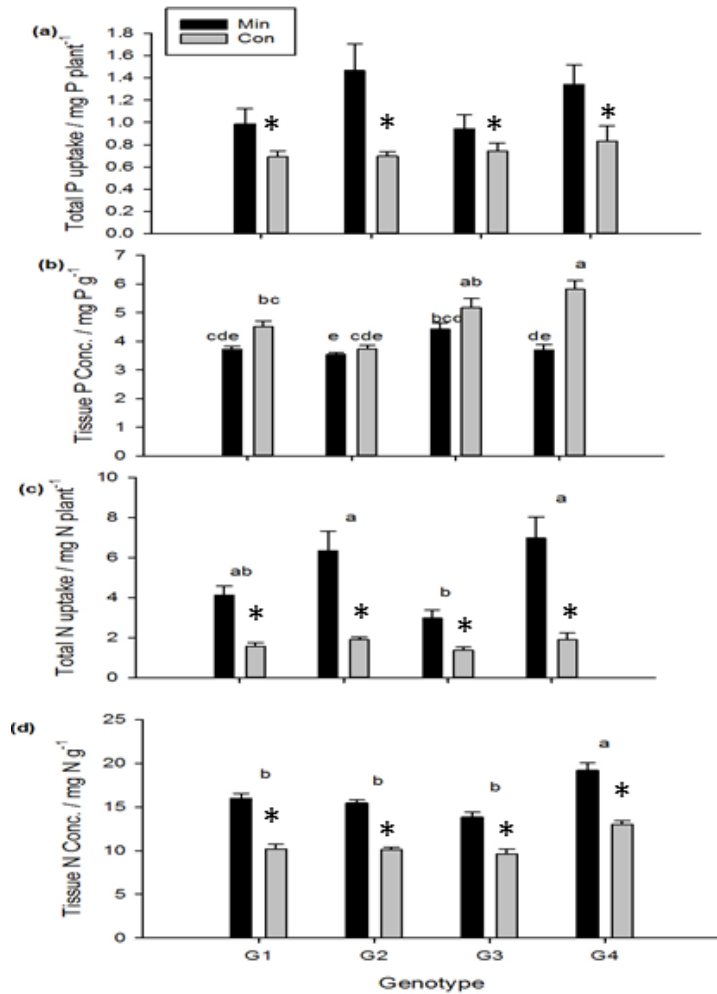 (a)
Min
Con
Total P uptake / mg P plant-1
1.8
1.6
1.4
1.2
1.0
0.8
0.6
0.4
0.2
0.0
* * * *
(b)
Tissue P Conc. / mg P g-1
7
6
5
4
3
2
1
0
cde bc e cde bcd ab de a
(c)
Total N uptake / mg N plant-1
10
8
6
4
2
0
ab a b a
* * * *
(d)
Tissue N Conc. / mg N g-1
25
20
15
10
5
0
b b b a
* * * *
G1 G2 G3 G4
Genotype